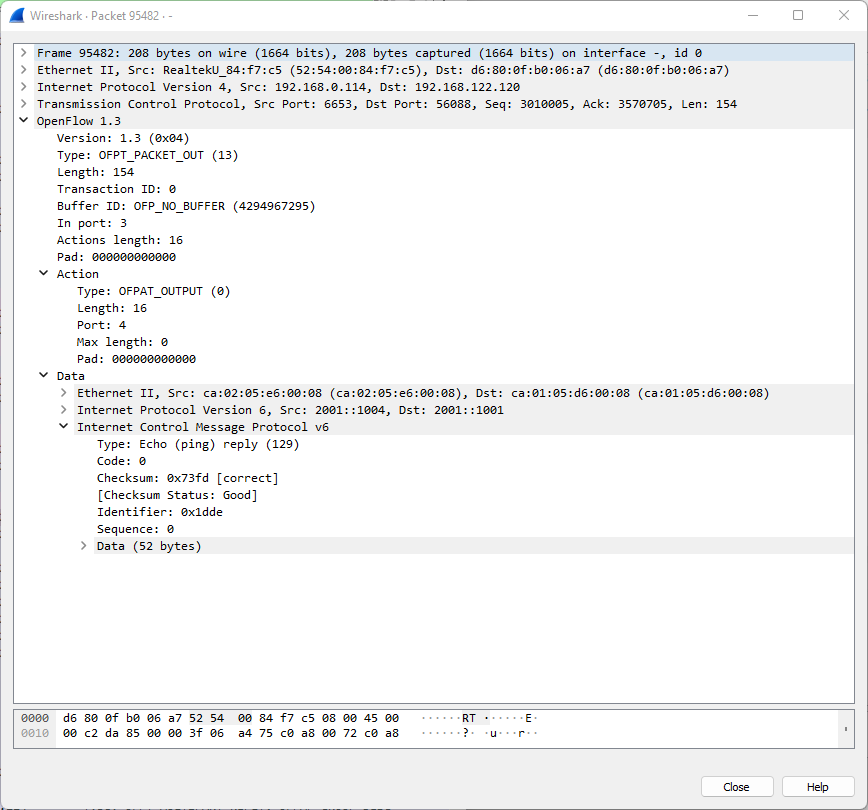 Wireshark · Packet 95482 · -
Frame 95482: 208 bytes on wire (1664 bits), 208 bytes captured (1664 bits) on interface -, id 0
Ethernet II, Src: RealtekU_84:f7:c5 (52:54:00:84:f7:c5), Dst: d6:80:0f:b0:06:a7 (d6:80:0f:b0:06:a7)
Internet Protocol Version 4, Src: 192.168.0.114, Dst: 192.168.122.120
Transmission Control Protocol, Src Port: 6653, Dst Port: 56088, Seq: 3010005, Ack: 3570705, Len: 154
OpenFlow 1.3
Version: 1.3 (0x04)
Type: OFPT_PACKET_OUT (13)
Length: 154
Transaction ID: 0
Buffer ID: OFP_NO_BUFFER (4294967295)
In port: 3
Actions length: 16
Pad: 000000000000
Action
Type: OFPAT_OUTPUT (0)
Length: 16
Port: 4
Max length: 0
Pad: 000000000000
Data
Ethernet II, Src: ca:02:05:e6:00:08 (ca:02:05:e6:00:08), Dst: ca:01:05:d6:00:08 (ca:01:05:d6:00:08)
Internet Protocol Version 6, Src: 2001::1004, Dst: 2001::1001
Internet Control Message Protocol v6
Type: Echo (ping) reply (129)
Code: 0
Checksum: 0x73fd [correct]
[Checksum Status: Good]
Identifier: 0x1dde
Sequence: 0
Data (52 bytes)
0000 d6 80 0f b0 06 a7 52 54 00 84 f7 c5 08 00 45 00 ······RT ······E·
0010 00 c2 da 85 00 00 3f 06 a4 75 c0 a8 00 72 c0 a8 ······?· ·u···r··
Close
Help